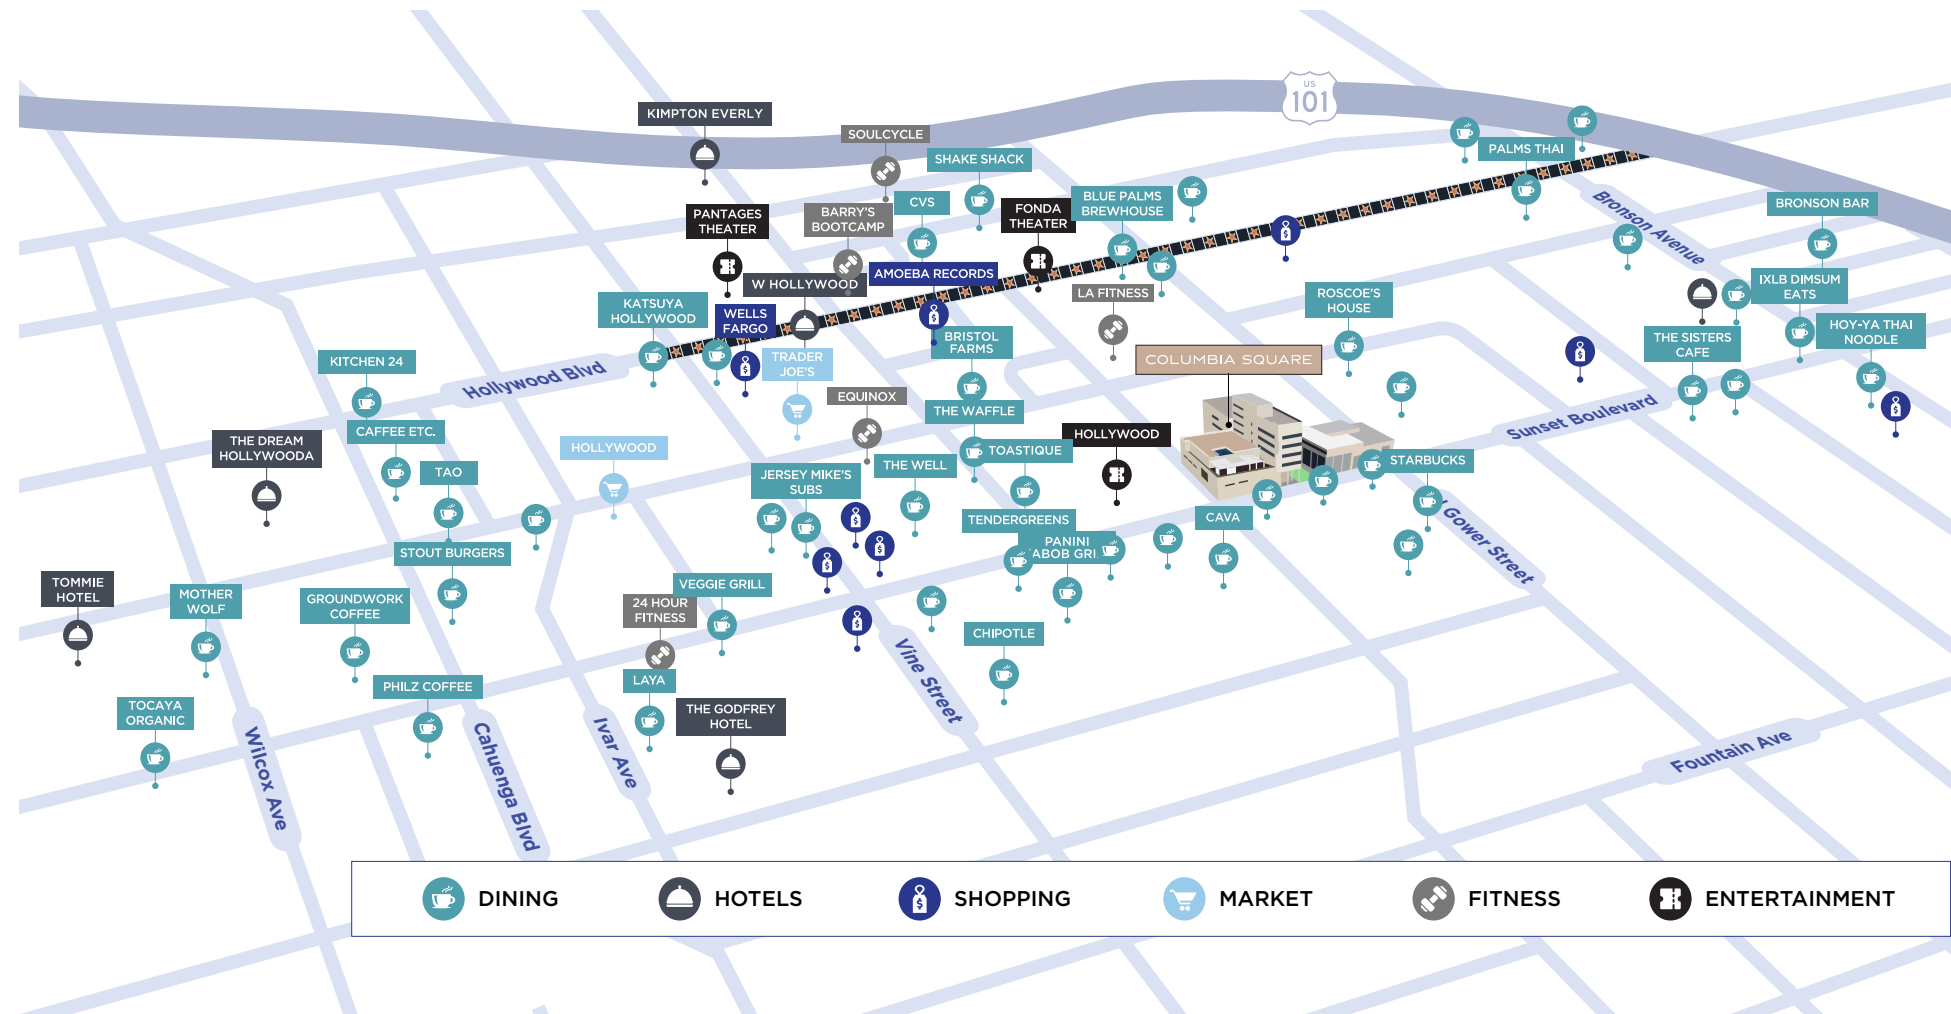 US
101
KIMPTON EVERLY
SOULCYCLE
SHAKE SHACK
PALMS THAI
PANTAGES
THEATER
BARRY'S
BOOTCAMP
CVS
FONDA
THEATER
BLUE PALMS
BREWHOUSE
BRONSON BAR
Bronson Avenue
W HOLLYWOOD
AMOEBA RECORDS
LA FITNESS
ROSCOE'S
HOUSE
IXLB DIMSUM
EATS
KATSUYA
HOLLYWOOD
WELLS
FARGO
BRISTOL
FARMS
THE SISTERS
CAFE
HOY-YA THAI
NOODLE
KITCHEN 24
Hollywood Blvd
TRADER
JOE'S
COLUMBIA SQUARE
EQUINOX
THE WAFFLE
Sunset Boulevard
CAFFEE ETC.
THE DREAM
HOLLYWOODA
HOLLYWOOD
HOLLYWOOD
TOASTIQUE
TAO
JERSEY MIKE'S
SUBS
THE WELL
STARBUCKS
TENDERGREENS
CAVA
Gower Street
STOUT BURGERS
PANINI
ABOB GRI
TOMMIE
HOTEL
MOTHER
WOLF
GROUNDWORK
COFFEE
24 HOUR
FITNESS
VEGGIE GRILL
CHIPOTLE
Vine Street
PHILZ COFFEE
LAYA
TOCAYA
ORGANIC
THE GODFREY
HOTEL
Wilcox Ave
Cahuenga Blvd
Ivar Ave
Fountain Ave
DINING
HOTELS
SHOPPING
MARKET
FITNESS
ENTERTAINMENT